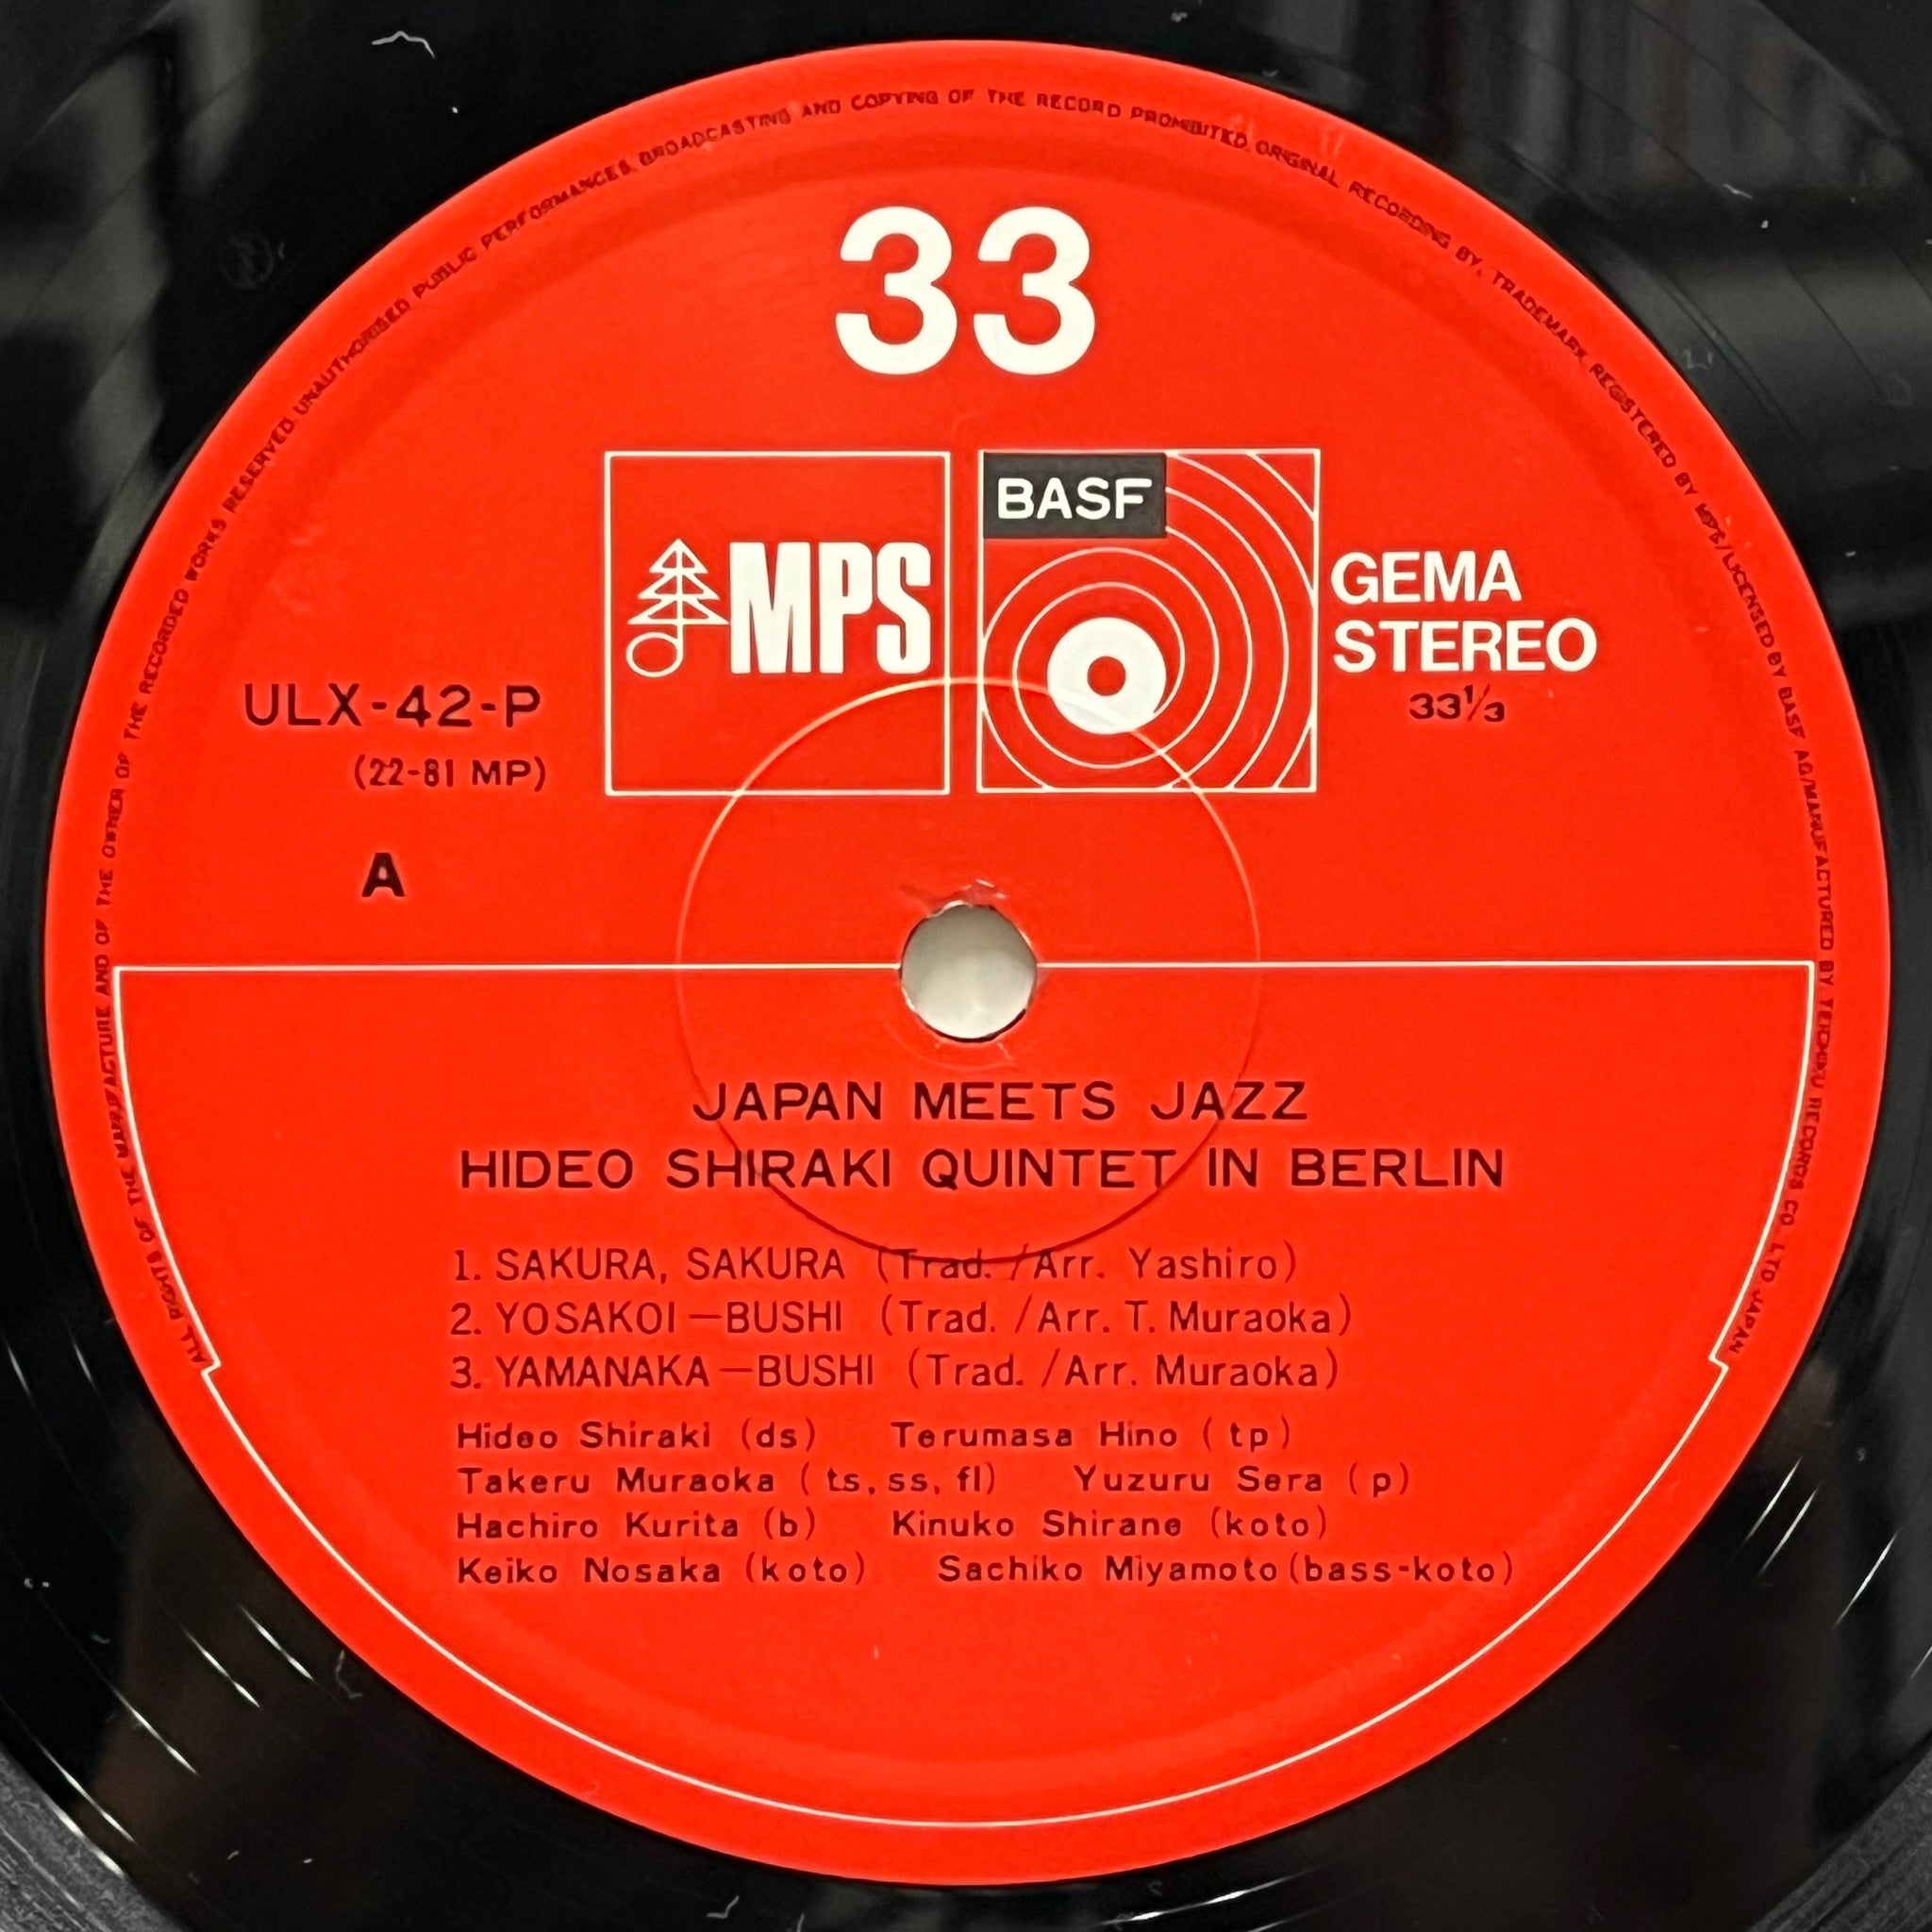 ALL RIGHTS OF THE MANUFACTURE AND OF THE OWNER OF THE RECORDED WORKS RESERVED UNAUTHORISED PUBLIC PERFORMANCES, BROADCASTING AND COPYING OF THE RECORD PROHIBITED ORIGINAL RECORDING BY, TRADEMARK REGISTERED BY MPS/LICENSED BY BASF AG/MANUFACTURED BY TEICHIKU RECORDS CO. LTD JAPAN
33
MPS
BASF
GEMA
STEREO
33⅓
ULX-42-P
(22-81 MP)
A
JAPAN MEETS JAZZ
HIDEO SHIRAKI QUINTET IN BERLIN
1. SAKURA, SAKURA (Trad. /Arr. Yashiro)
2. YOSAKOI—BUSHI (Trad. /Arr. T. Muraoka)
3. YAMANAKA—BUSHI (Trad. /Arr. Muraoka)
Hideo Shiraki (ds) Terumasa Hino (tp)
Takeru Muraoka (ts, ss, fl) Yuzuru Sera (p)
Hachiro Kurita (b) Kinuko Shirane (koto)
Keiko Nosaka (koto) Sachiko Miyamoto (bass-koto)